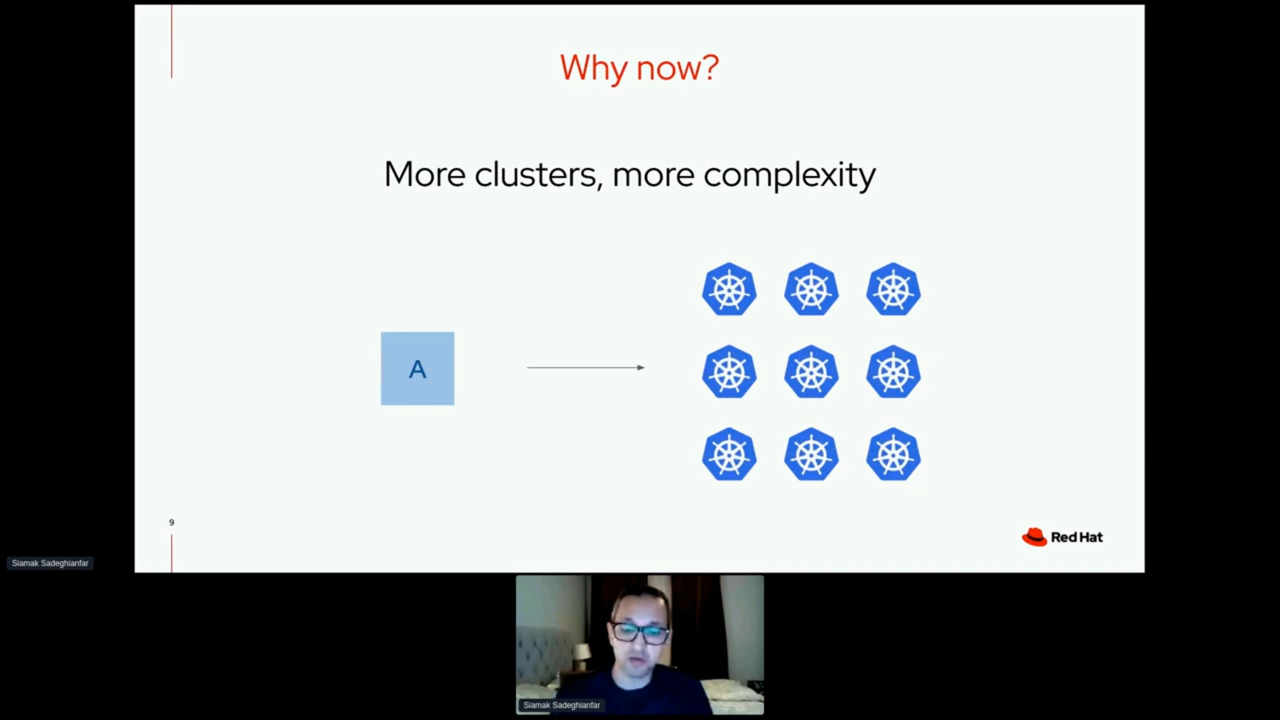 Why now?
More clusters, more complexity
A
9
Red Hat
Siamak Sadeghianfar
Siamak Sadeghianfar